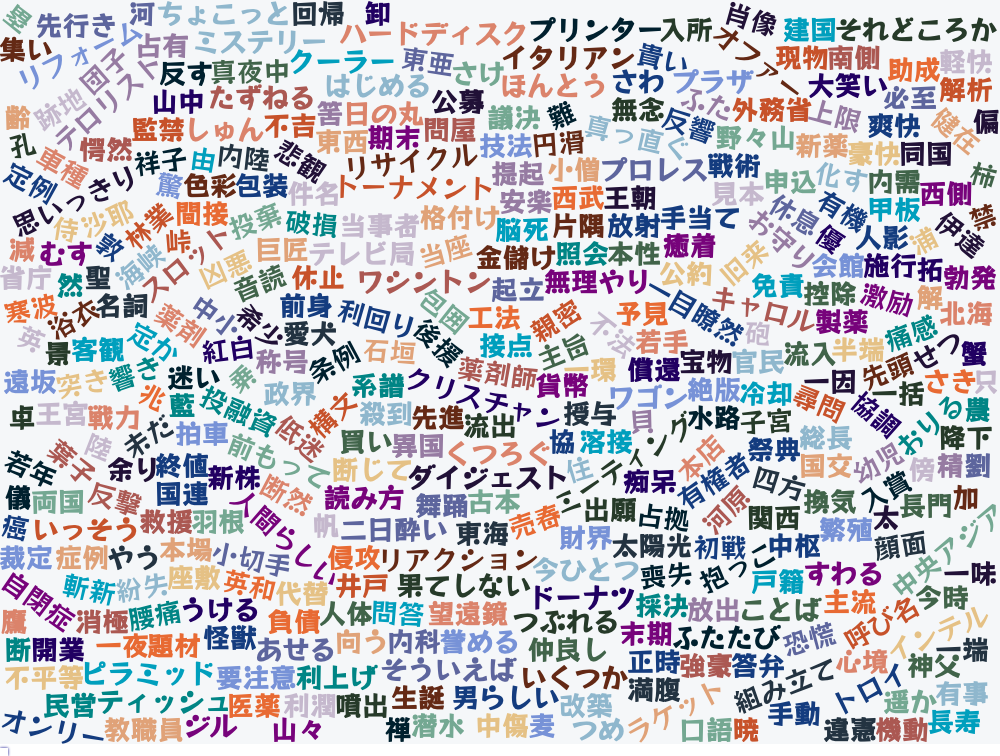 塁 先行き 河 ちょこっと 回帰 卸 肖像 建国 それどころか
集い リフォーム 占有 ミステリー ハードディスク プリンター 入所 オファー
クーラー 東亜 イタリアン 貴い 現物 南側 助成 軽快
跡地 団子 テロリスト 反す 真夜中 さけ ほんとう さわ プラザ 大笑い 必至 解析
はじめる 山中 たずねる 筈 日の丸 公募 議決 難 無念 ふた 外務省 上限 爽快 健在 偏
齢 孔 監禁 しゅん 不吉 東西 期末 問屋 技法 円滑 真っ直ぐ 反響 野々山 新薬 豪快 同国
愕然 車種 祥子 由 内陸 悲観 リサイクル 提起 小僧 プロレス 戦術
定例 思いっきり 驚 色彩 包装 件名 トーナメント 安楽 西武 王朝 見本 申込 化す 内需 西侧 柿
侍 沙耶 林業 間接 投棄 破損 当事者 格付け 脳死 片隅 放射 手当て お守り 休息 有機 甲板 伊達 禁
減 むす 敦 海峡 峠 スロット 巨匠 テレビ局 当座 金儲け 照会 本性 癒着 優 人影 浦
省庁 然 聖 凶悪 音読 休止 ワシントン 起立 無理やり 公約 旧来 会館 施行 拓 勃発
寒波 浴衣 名詞 薬剤 中小 希少 前身 利回り 包囲 工法 親密 不法 予見 一目瞭然 キャロル 免責 控除 激励 解 北海
英 景 客観 定か 紅白 愛犬 称号 条例 石垣 後援 接点 主旨 若手 砲 製薬 痛感
遠坂 突き 響き 迷い 乗 政界 系譜 クリスチャン 薬剤師 貨幣 一環 償還 宝物 官民 流入 半端 先頭 せつ 蟹
卓 王宮 戦力 北 藍 投融資 横文 殺到 先進 流出 授与 貝 ワゴン 絶版 冷却 尋問 一因 一括 さき 只
陸 未だ 拍車 前もって 低迷 買い 異国 くつろぐ 協 溶接 ミーティング 水路 子宮 協調 おりる 農
若年 葉子 余り 終値 新株 断じて ダイジェスト 住 痴呆 本店 祭典 総長 国交 幼児 傍 精 降下 劉
儀 両国 反撃 国連 断然 読み方 舞踊 古本 有権者 四方 換気 入賞 長門 加
癌 いっそう 救援 羽根 人間らしい 帆 二日酔い 東海 売春 出願 占拠 河原 関西 繁殖 太
裁定 症例 やう 本場 小切手 侵攻 リアクション 財界 太陽光 初戦 中枢 顔面 中央アジア
自閉症 斬新 紛失 座敷 英和 代替 井戸 果てしない 今ひとつ 喪失 抱っこ 戸籍 すわる 一味
鷹 消極 腰痛 うける 負債 人体 問答 望遠鏡 ドーナツ つぶれる 採決 放出 ことば 主流 呼び名 今時
断 開業 一夜 題材 怪獣 あせる 向う 内科 誉める 仲良し 末期 ふたたび 恐慌 インテル 一端
不平等 ピラミッド 要注意 利上げ そういえば いくつか 正時 強豪 答弁 心境 神父
民営 ティッシュ 医薬 利潤 噴出 生誕 男らしい 改築 満腹 組み立て トロイ 遥か 有事
オンリー 教職員 ジル 山々 禅 潜水 中傷 麦 つめ ラケット 口語 暁 手動 違憲 機動 長寿